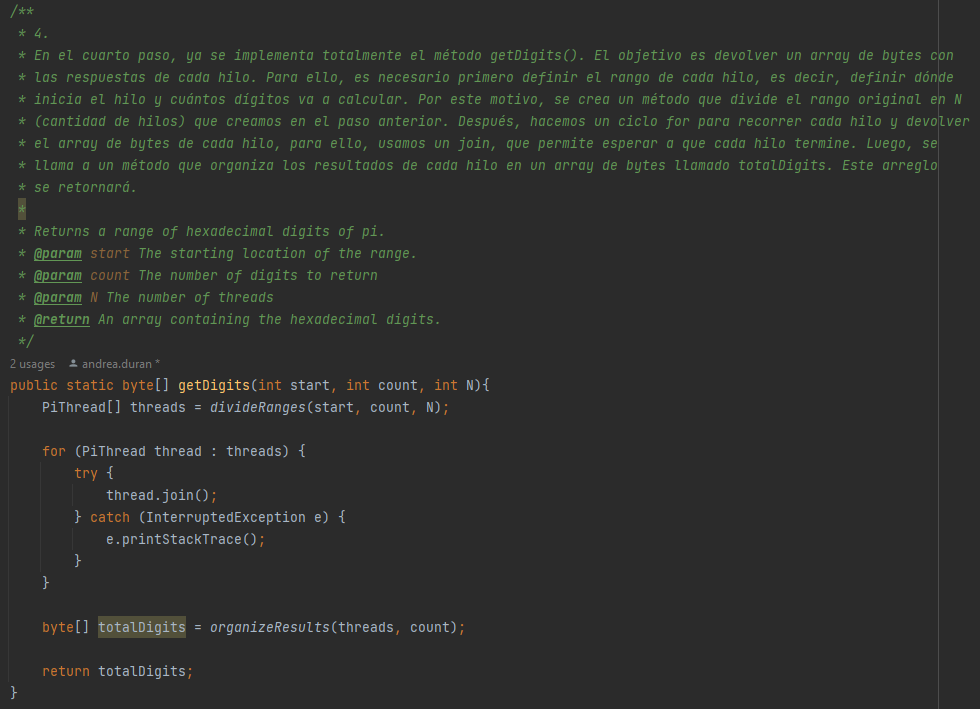 /**
 * 4.
 * En el cuarto paso, ya se implementa totalmente el método getDigits(). El objetivo es devolver un array de bytes con
 * las respuestas de cada hilo. Para ello, es necesario primero definir el rango de cada hilo, es decir, definir dónde
 * inicia el hilo y cuántos dígitos va a calcular. Por este motivo, se crea un método que divide el rango original en N
 * (cantidad de hilos) que creamos en el paso anterior. Después, hacemos un ciclo for para recorrer cada hilo y devolver
 * el array de bytes de cada hilo, para ello, usamos un join, que permite esperar a que cada hilo termine. Luego, se
 * llama a un método que organiza los resultados de cada hilo en un array de bytes llamado totalDigits. Este arreglo
 * se retornará.
 *
 * Returns a range of hexadecimal digits of pi.
 * @param start The starting location of the range.
 * @param count The number of digits to return
 * @param N The number of threads
 * @return An array containing the hexadecimal digits.
 */
2 usages andrea.duran *
public static byte[] getDigits(int start, int count, int N){
    PiThread[] threads = divideRanges(start, count, N);

    for (PiThread thread : threads) {
        try {
            thread.join();
        } catch (InterruptedException e) {
            e.printStackTrace();
        }
    }

    byte[] totalDigits = organizeResults(threads, count);

    return totalDigits;
}